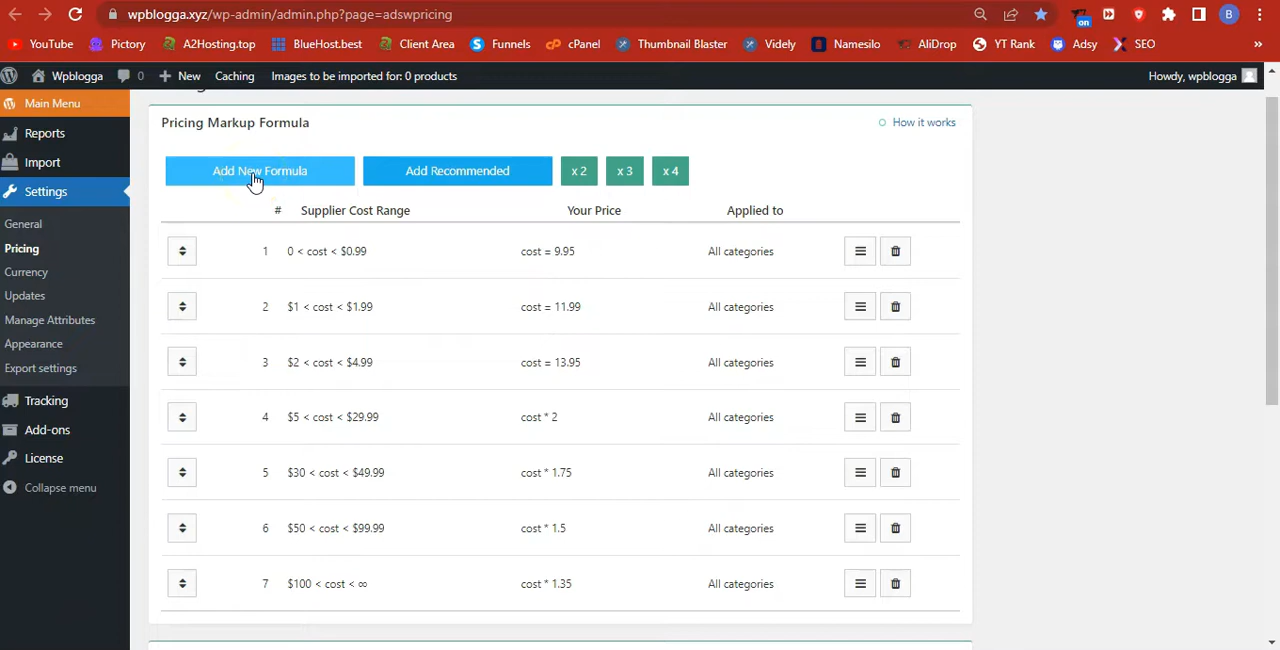 wpblogga.xyz/wp-admin/admin.php?page=adswpricing
B
on
YouTube Pictory A2Hosting.top BlueHost.best Client Area Funnels cPanel Thumbnail Blaster Videly Namesilo AliDrop YT Rank Adsy SEO »
Wpblogga 0 New Caching Images to be imported for: 0 products Howdy, wpblogga
Main Menu
Reports
Import
Settings
General
Pricing
Currency
Updates
Manage Attributes
Appearance
Export settings
Tracking
Add-ons
License
Collapse menu
Pricing Markup Formula How it works
Add New Formula Add Recommended x 2 x 3 x 4
# Supplier Cost Range Your Price Applied to
1 0 < cost < $0.99 cost = 9.95 All categories
2 $1 < cost < $1.99 cost = 11.99 All categories
3 $2 < cost < $4.99 cost = 13.95 All categories
4 $5 < cost < $29.99 cost * 2 All categories
5 $30 < cost < $49.99 cost * 1.75 All categories
6 $50 < cost < $99.99 cost * 1.5 All categories
7 $100 < cost < ∞ cost * 1.35 All categories